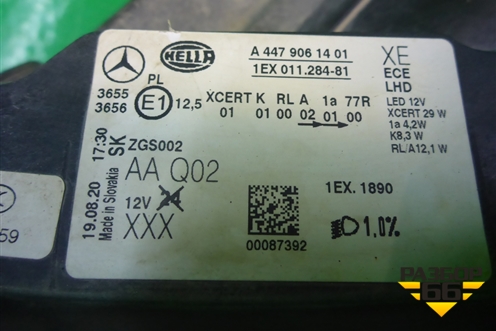 HELLA
A 447 906 14 01
1EX 011.284-81
XE
ECE
LHD
LED 12V
XCERT 29 W
1a 4,2W
K8,3 W
RL/A12,1 W
3655
3656
PL
E1
12,5
XCERT K RL A 1a 77R
01 01 00 02 01 00
19.08.20 17:30
Made in Slovakia
SK
ZGS002
AA Q02
12V 24
XXX
00087392
1EX. 1890
1,0%
59
РАЗБОР
66